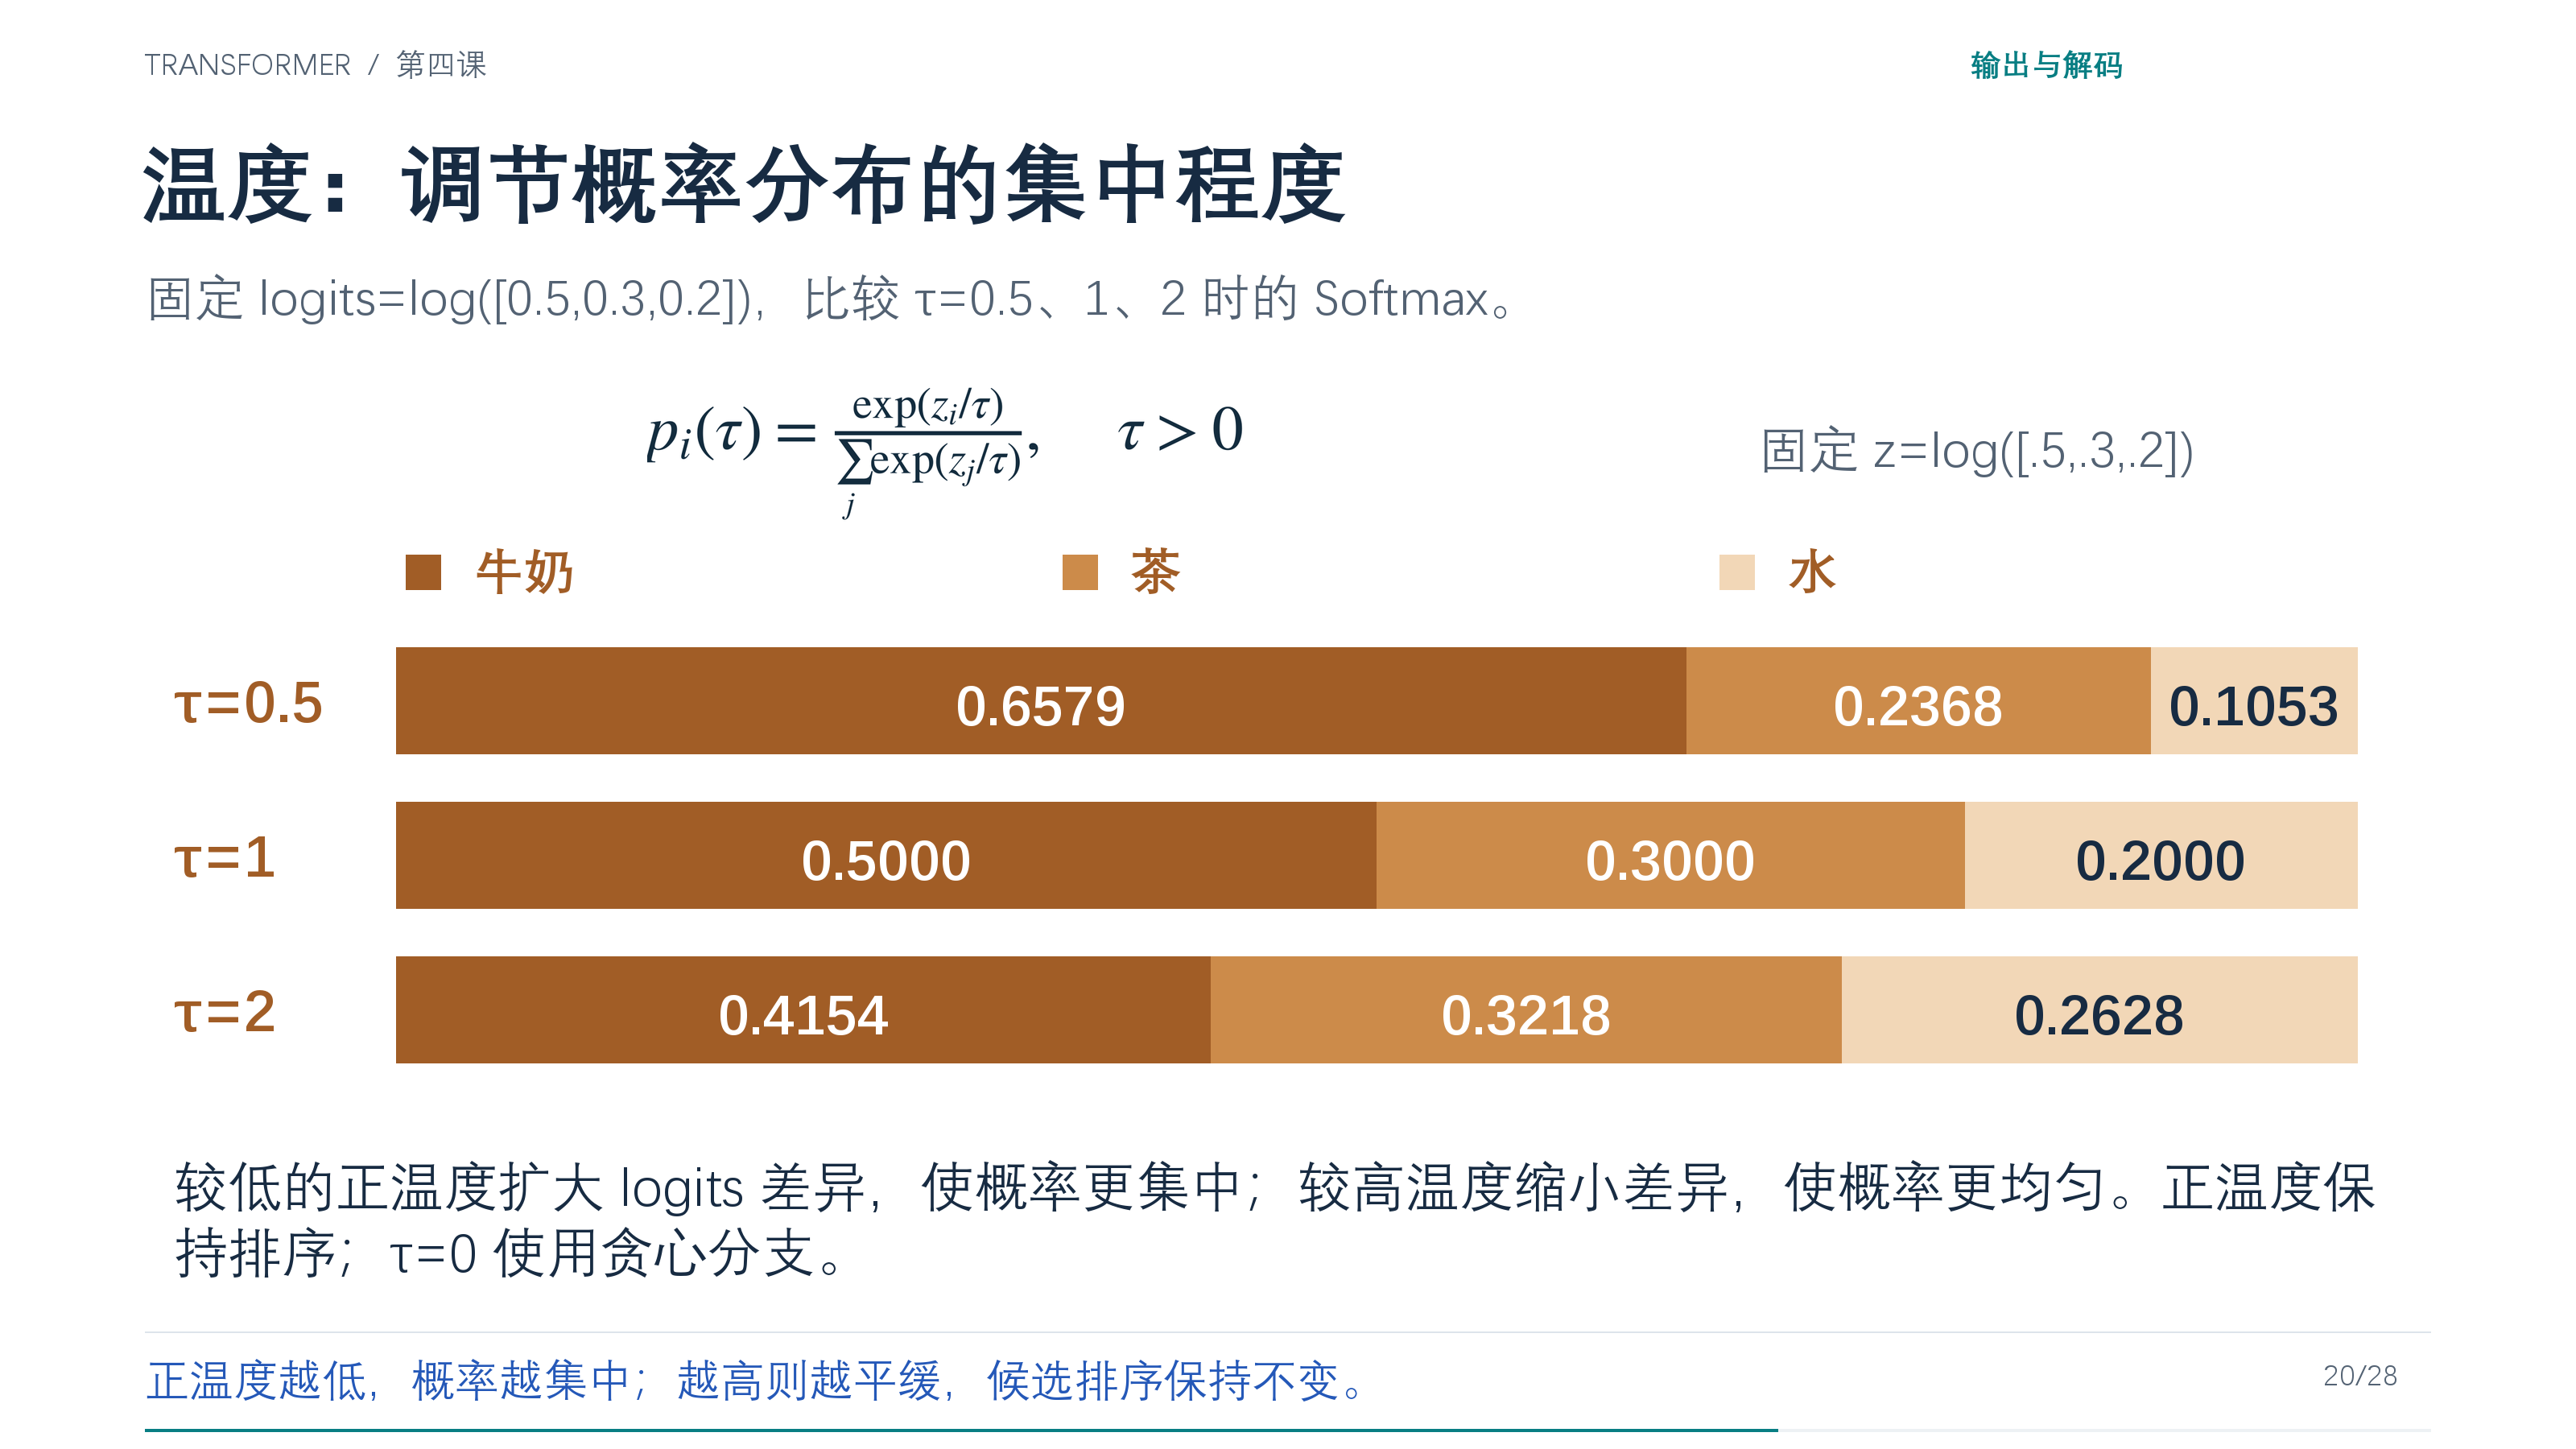 TRANSFORMER / 第四课
输出与解码
温度：调节概率分布的集中程度
固定 logits=log([0.5,0.3,0.2])，比较 τ=0.5、1、2 时的 Softmax。
p_i(τ) = exp(z_i/τ) / ∑_j exp(z_j/τ), τ > 0
固定 z=log([.5,.3,.2])
牛奶 茶 水
τ=0.5 0.6579 0.2368 0.1053
τ=1 0.5000 0.3000 0.2000
τ=2 0.4154 0.3218 0.2628
较低的正温度扩大 logits 差异，使概率更集中；较高温度缩小差异，使概率更均匀。正温度保
持排序；τ=0 使用贪心分支。
正温度越低，概率越集中；越高则越平缓，候选排序保持不变。
20/28